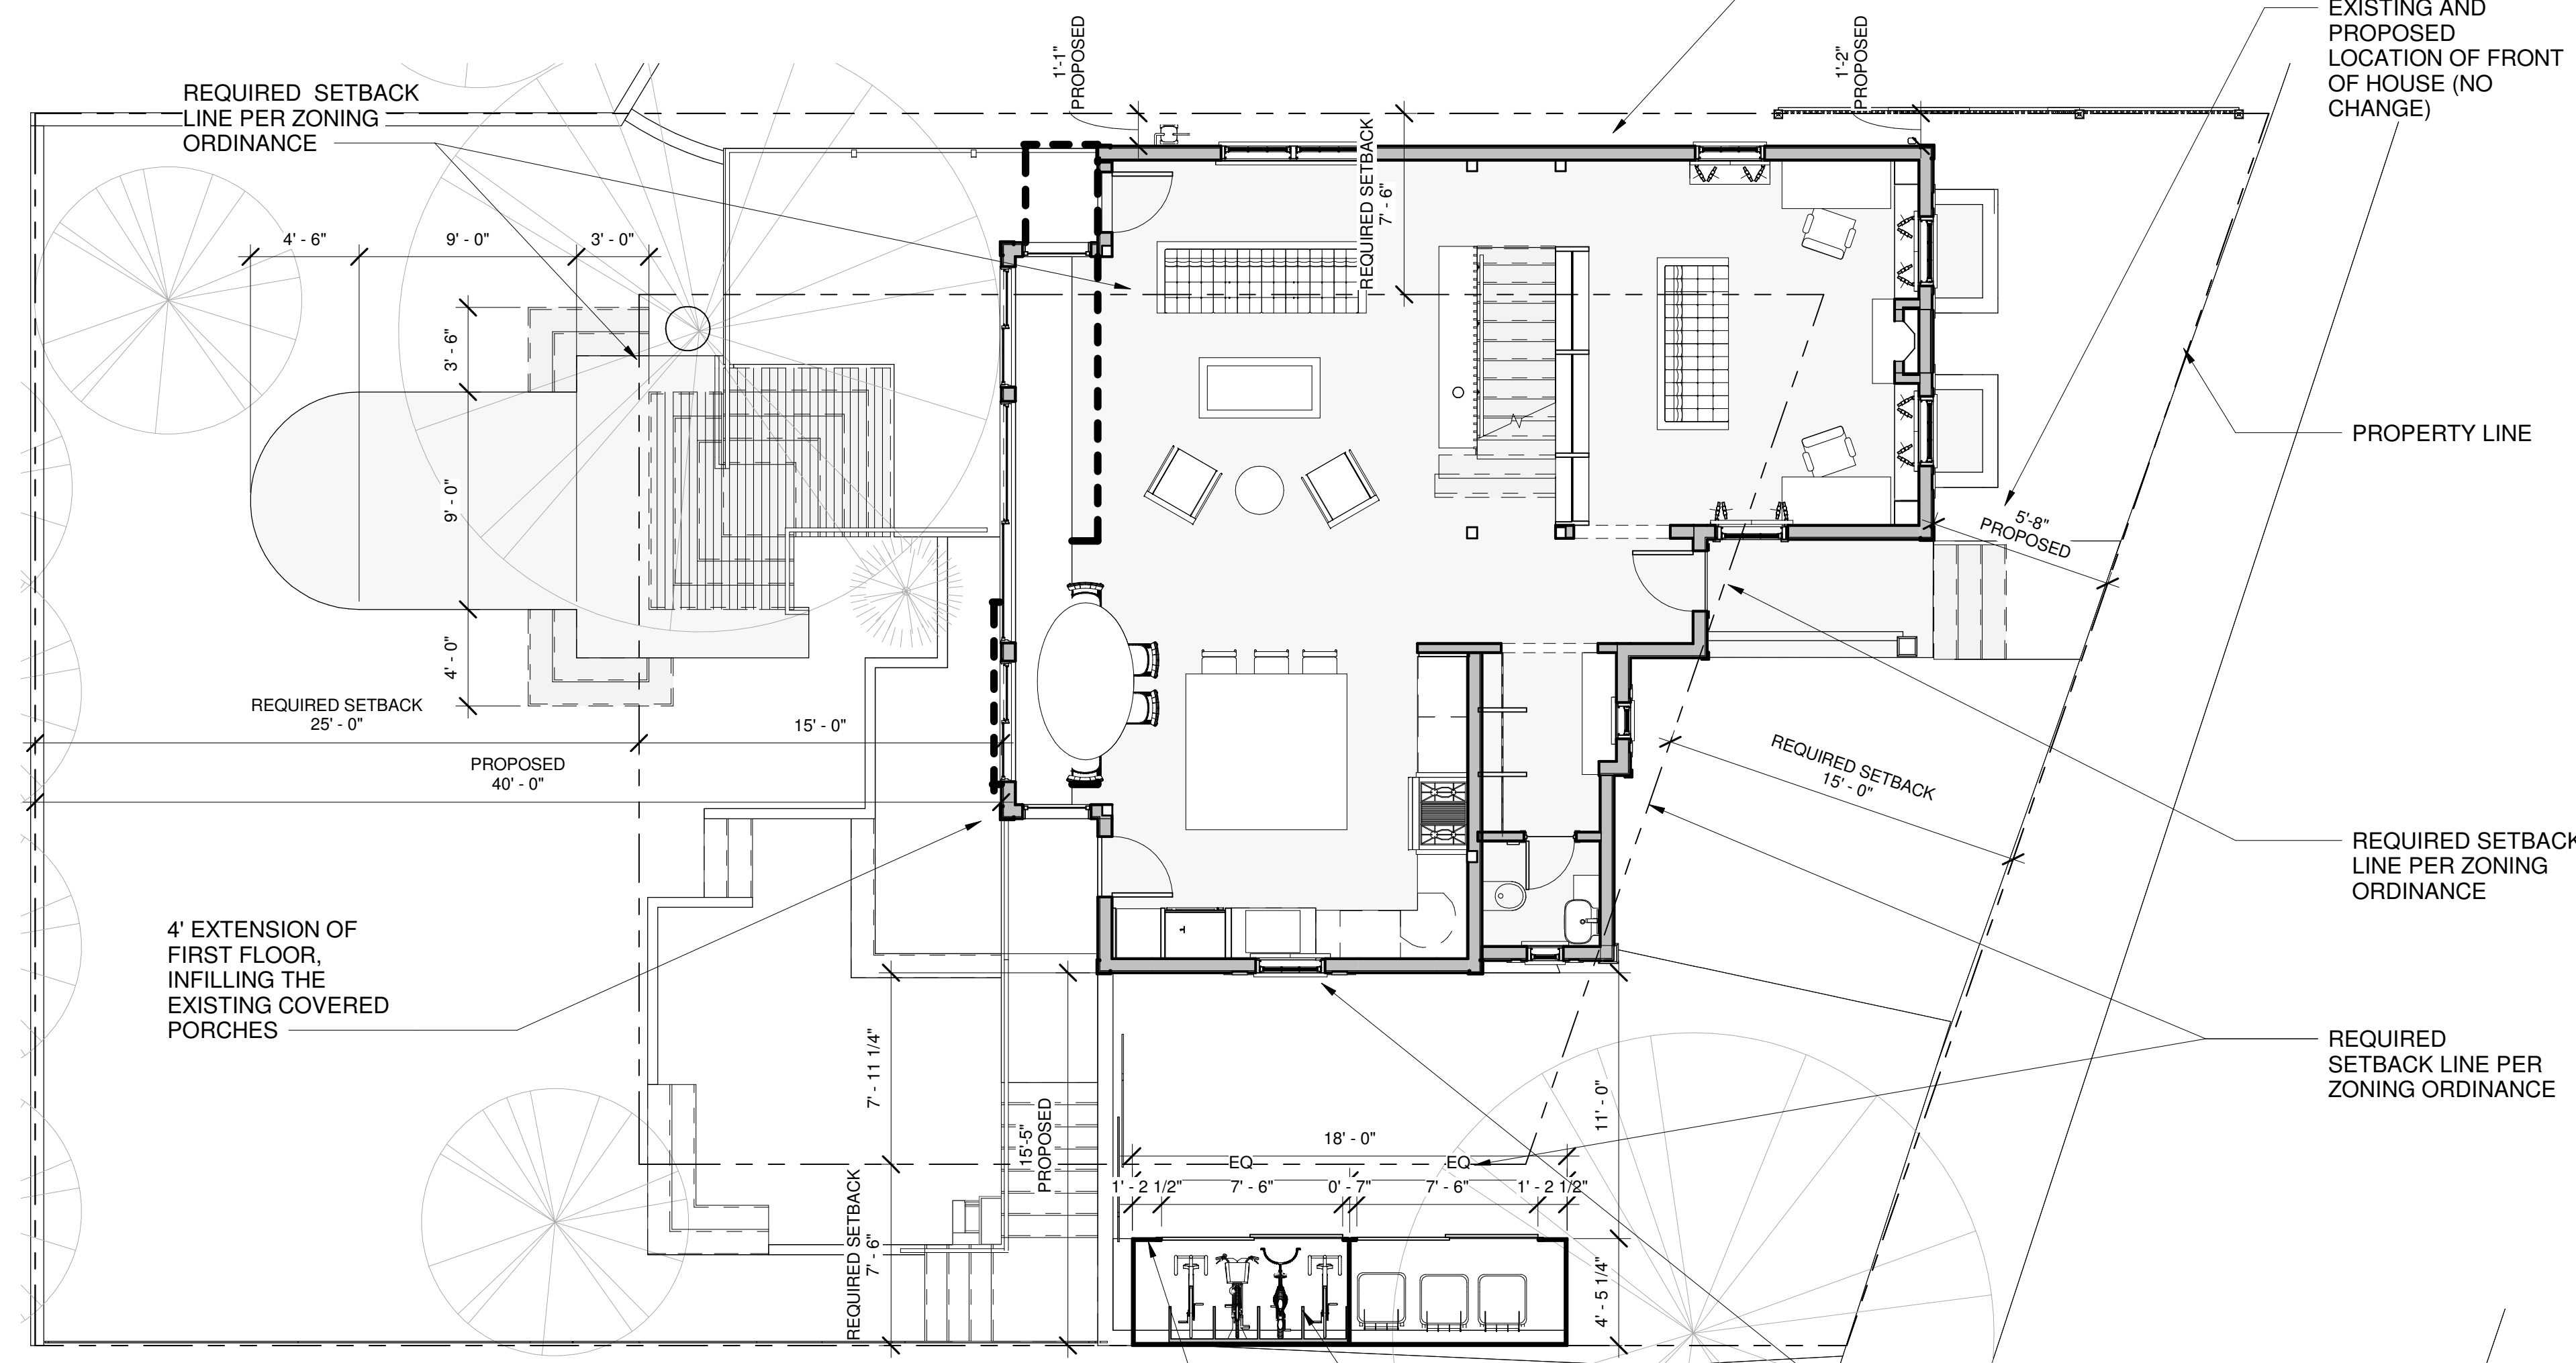 EXISTING AND
PROPOSED
LOCATION OF FRONT
OF HOUSE (NO
CHANGE)
1'-1"
PROPOSED
1'-2"
PROPOSED
REQUIRED SETBACK
LINE PER ZONING
ORDINANCE
REQUIRED SETBACK
7' - 6"
4' - 6"
9' - 0"
3' - 0"
3' - 6"
9' - 0"
4' - 0"
PROPERTY LINE
5'-8"
PROPOSED
REQUIRED SETBACK
25' - 0"
15' - 0"
PROPOSED
40' - 0"
REQUIRED SETBACK
15' - 0"
REQUIRED SETBACK
LINE PER ZONING
ORDINANCE
4' EXTENSION OF
FIRST FLOOR,
INFILLING THE
EXISTING COVERED
PORCHES
REQUIRED
SETBACK LINE PER
ZONING ORDINANCE
7' - 11 1/4"
15'-5"
PROPOSED
11' - 0"
18' - 0"
EQ
EQ
1' - 2 1/2"
7' - 6"
0' - 7"
7' - 6"
1' - 2 1/2"
REQUIRED SETBACK
7' - 6"
4' - 5 1/4"